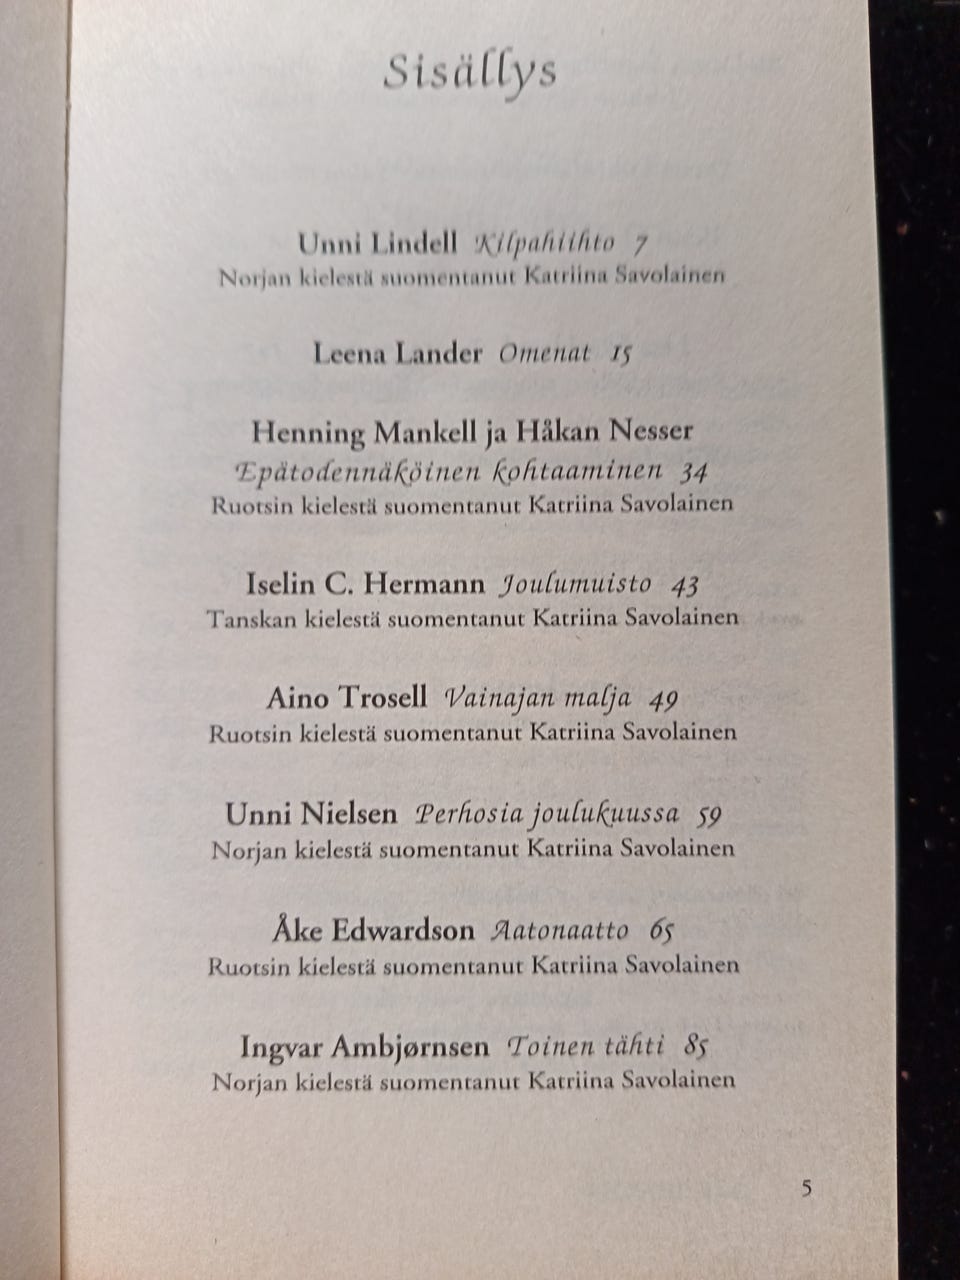 Sisällys
Unni Lindell Kilpahiihto 7
Norjan kielestä suomentanut Katriina Savolainen
Leena Lander Omenat 15
Henning Mankell ja Håkan Nesser
Epätodennäköinen kohtaaminen 34
Ruotsin kielestä suomentanut Katriina Savolainen
Iselin C. Hermann Joulumuisto 43
Tanskan kielestä suomentanut Katriina Savolainen
Aino Trosell Vainajan malja 49
Ruotsin kielestä suomentanut Katriina Savolainen
Unni Nielsen Perhosia joulukuussa 59
Norjan kielestä suomentanut Katriina Savolainen
Åke Edwardson Aatonaatto 65
Ruotsin kielestä suomentanut Katriina Savolainen
Ingvar Ambjørnsen Toinen tähti 85
Norjan kielestä suomentanut Katriina Savolainen
5